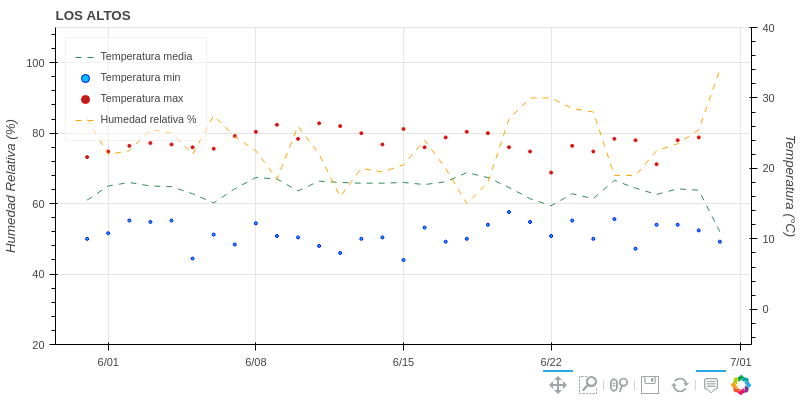 LOS ALTOS
Temperatura media
Temperatura min
Temperatura max
Humedad relativa %
Humedad Relativa (%)
100
80
60
40
20
Temperatura (°C)
40
30
20
10
0
6/01 6/08 6/15 6/22 7/01